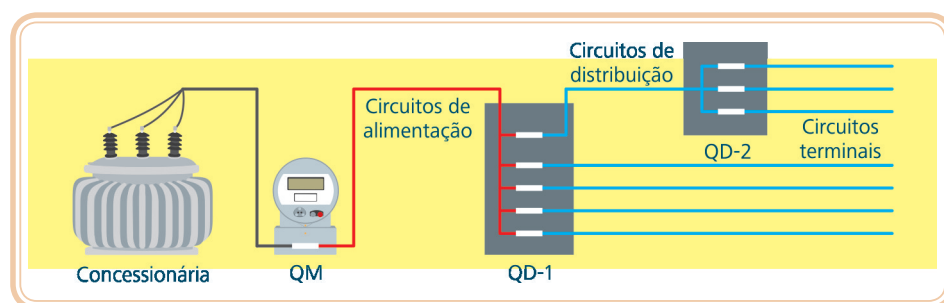 Circuitos de
distribuição
Circuitos de
alimentação
Circuitos
terminais
QD-2
Concessionária
QM
QD-1